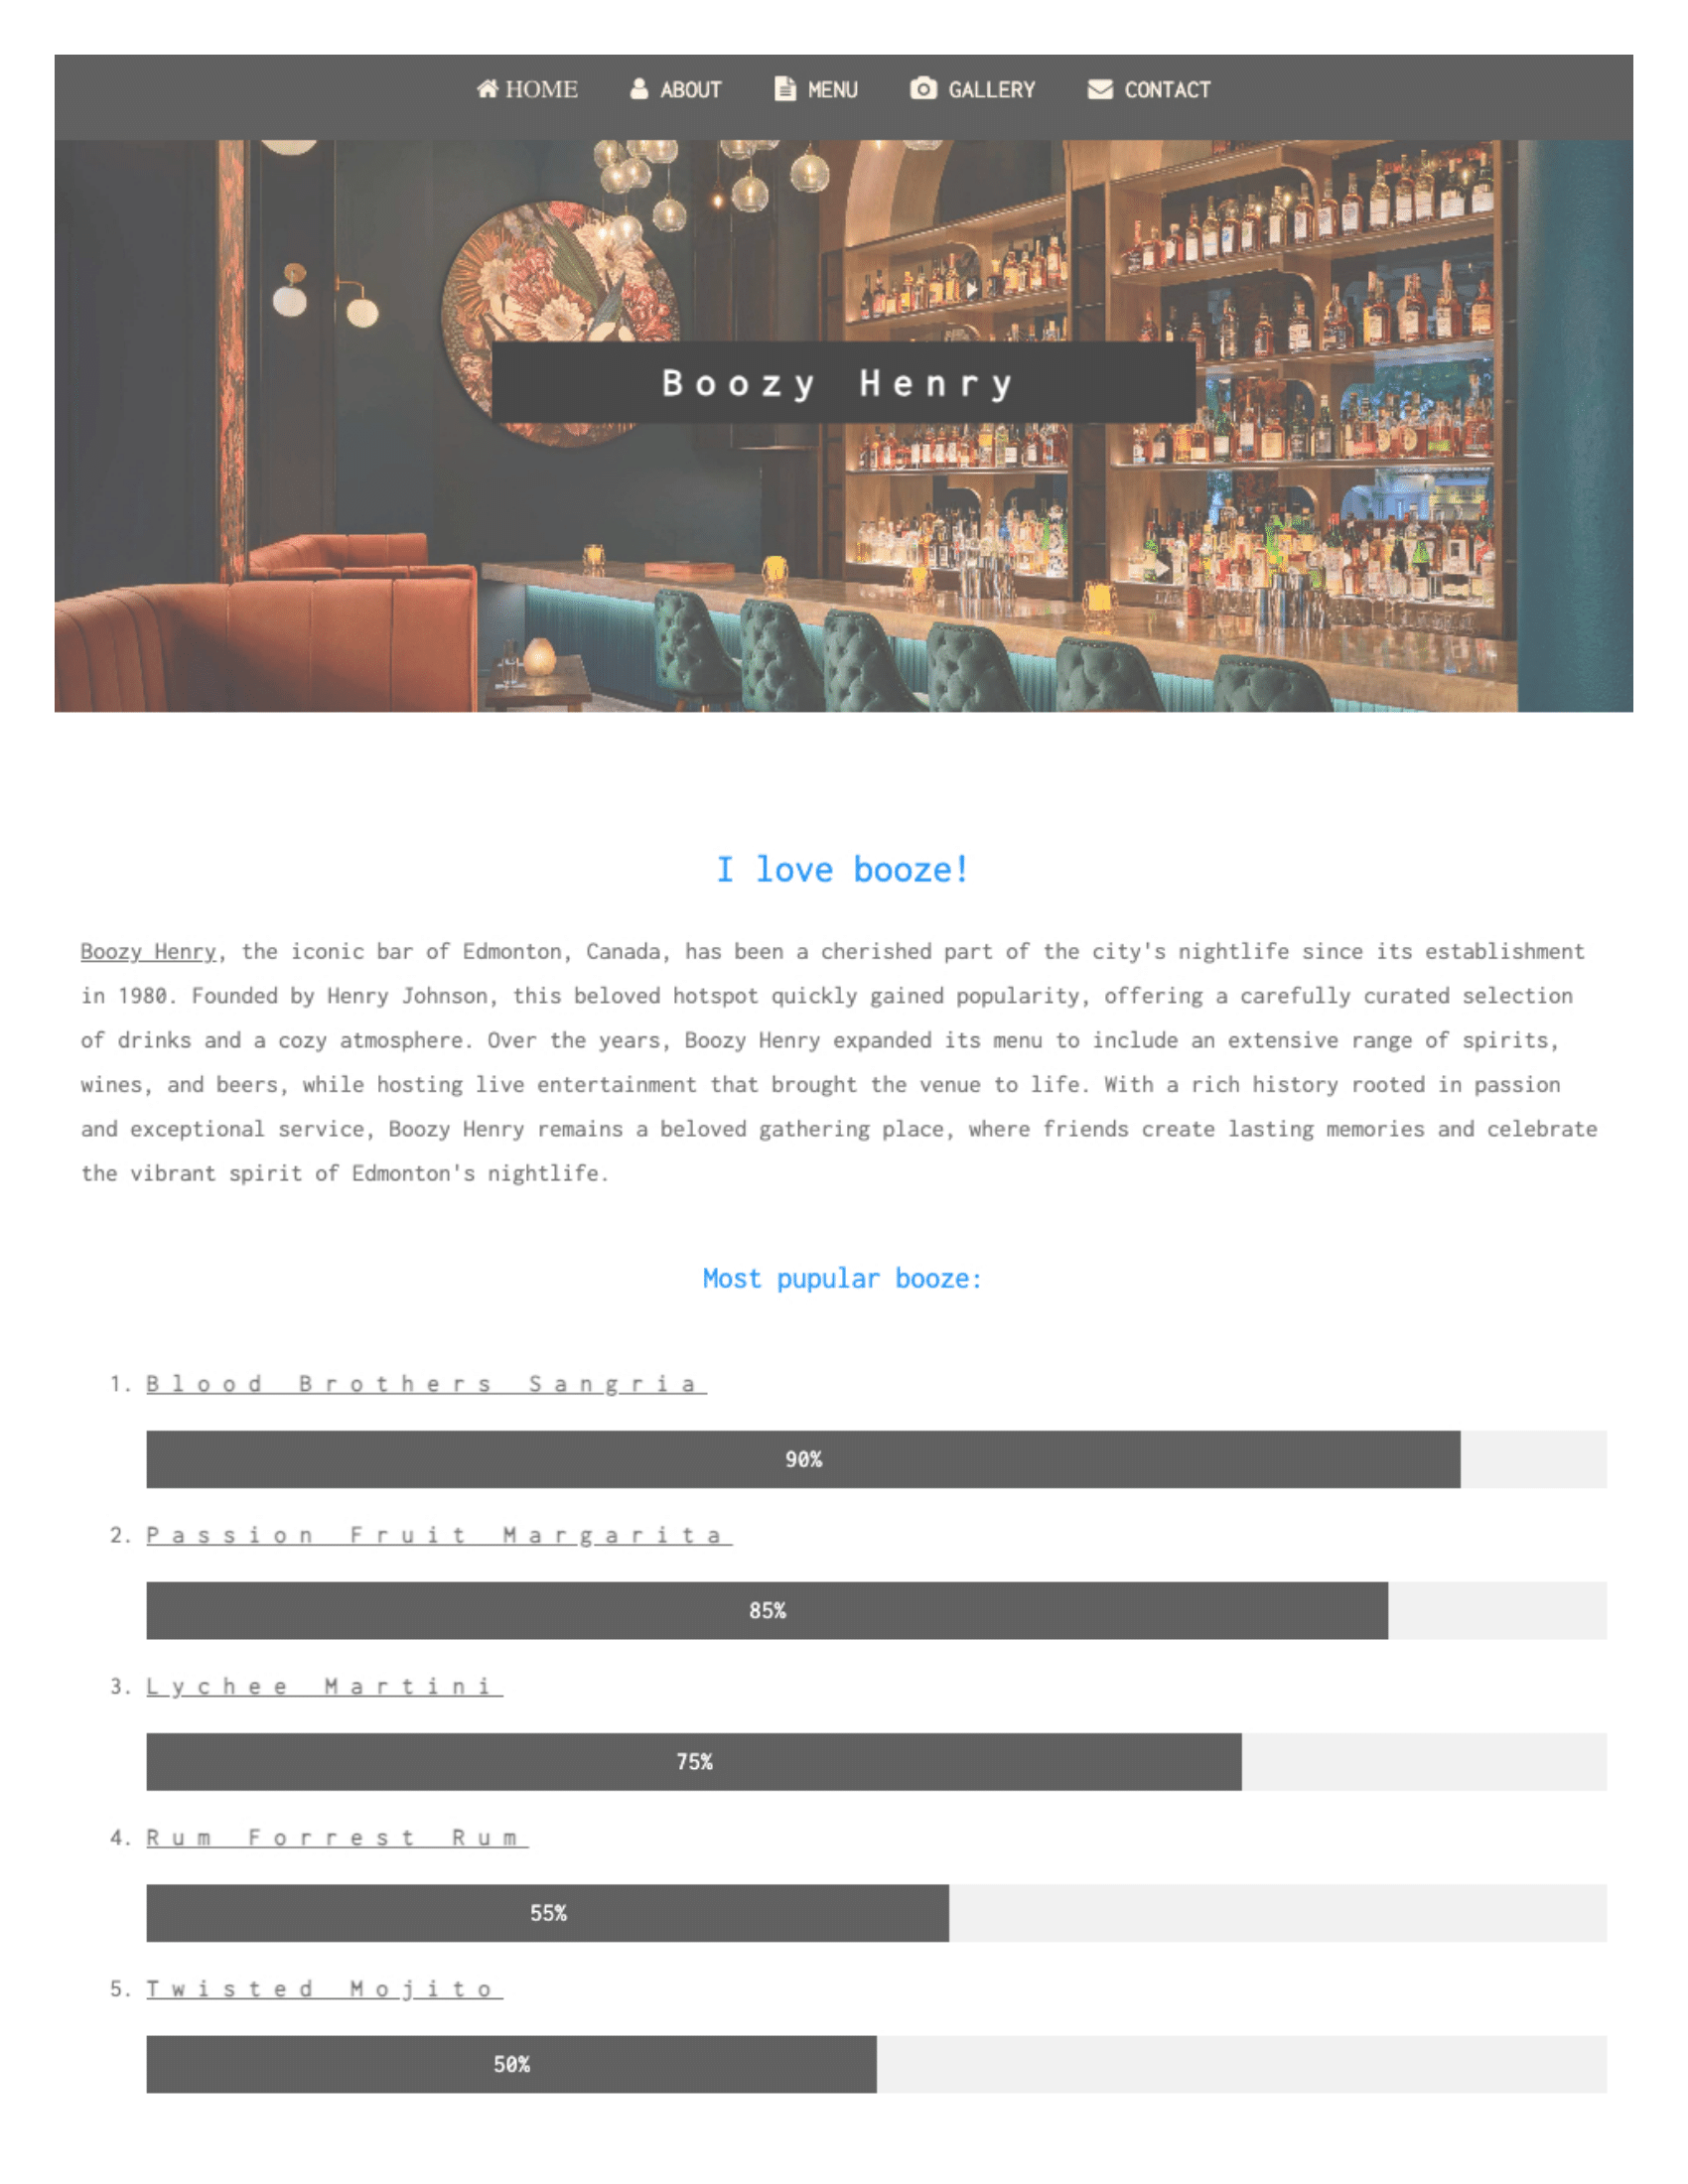 HOME ABOUT MENU GALLERY CONTACT
Boozy Henry
I love booze!
Boozy Henry, the iconic bar of Edmonton, Canada, has been a cherished part of the city's nightlife since its establishment
in 1980. Founded by Henry Johnson, this beloved hotspot quickly gained popularity, offering a carefully curated selection
of drinks and a cozy atmosphere. Over the years, Boozy Henry expanded its menu to include an extensive range of spirits,
wines, and beers, while hosting live entertainment that brought the venue to life. With a rich history rooted in passion
and exceptional service, Boozy Henry remains a beloved gathering place, where friends create lasting memories and celebrate
the vibrant spirit of Edmonton's nightlife.
Most pupular booze:
1. Blood Brothers Sangria
90%
2. Passion Fruit Margarita
85%
3. Lychee Martini
75%
4. Rum Forrest Rum
55%
5. Twisted Mojito
50%